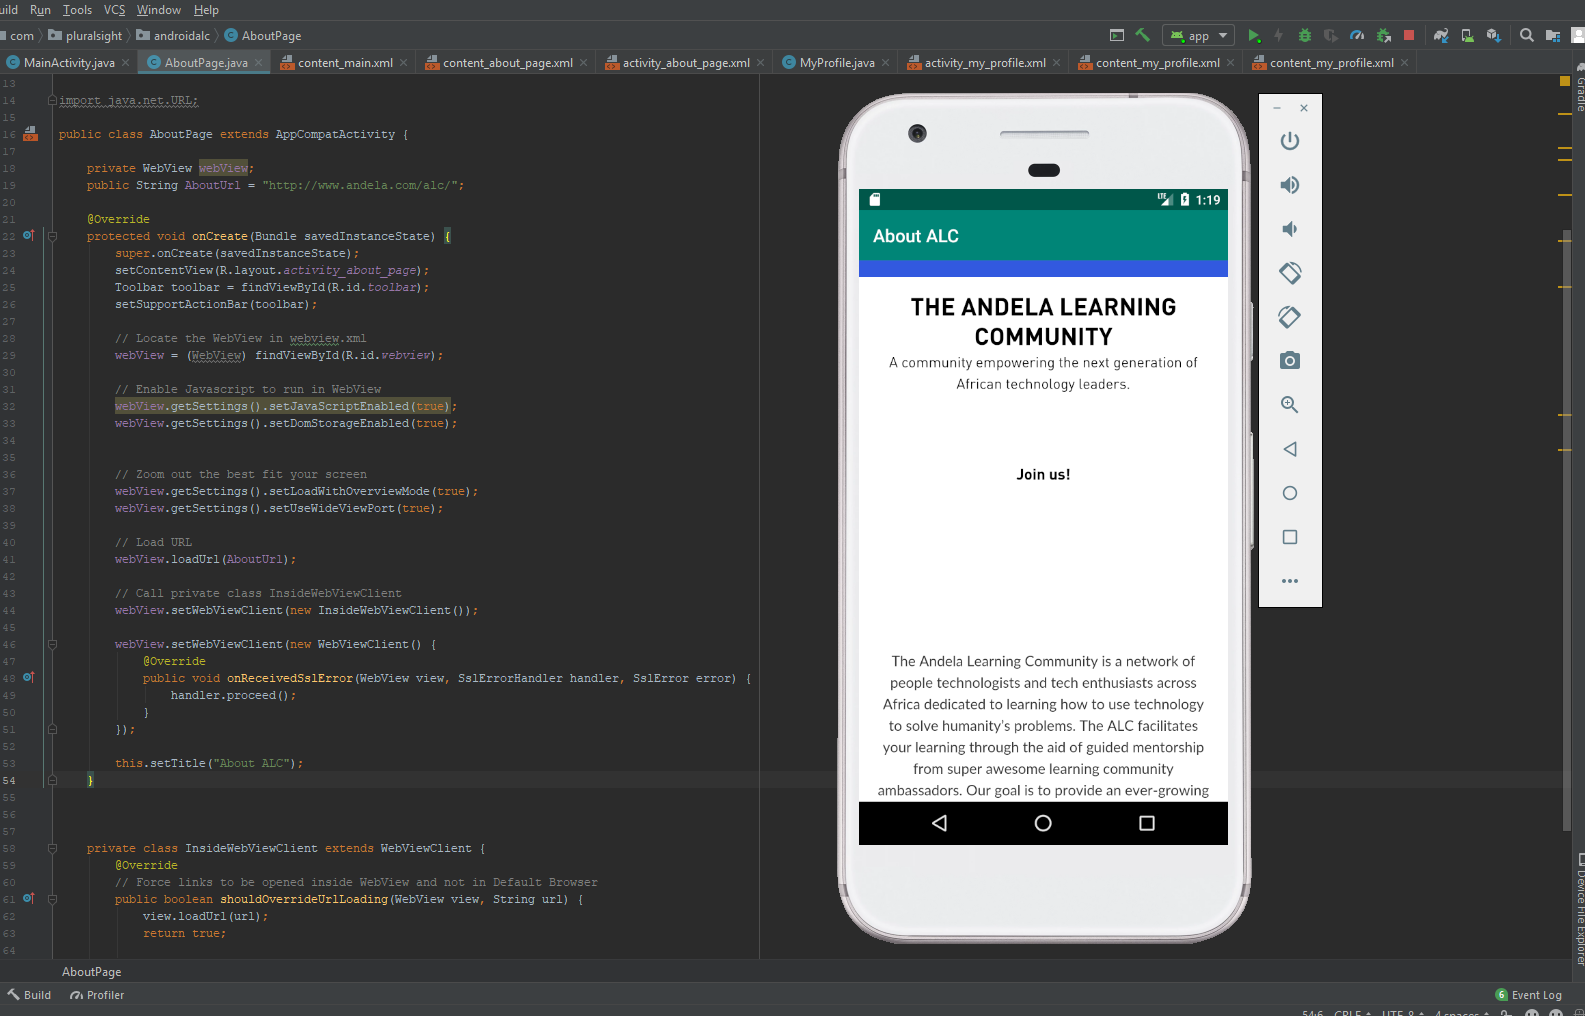 uild Run Tools VCS Window Help
com pluralsight androidalc AboutPage
app
MainActivity.java AboutPage.java content_main.xml content_about_page.xml activity_about_page.xml MyProfile.java activity_my_profile.xml content_my_profile.xml content_my_profile.xml
13
14 import java.net.URL;
15
16 public class AboutPage extends AppCompatActivity {
17
18 private WebView webView;
19 public String AboutUrl = "http://www.andela.com/alc/";
20
21 @Override
22 protected void onCreate(Bundle savedInstanceState) {
23 super.onCreate(savedInstanceState);
24 setContentView(R.layout.activity_about_page);
25 Toolbar toolbar = findViewById(R.id.toolbar);
26 setSupportActionBar(toolbar);
27
28 // Locate the WebView in webview.xml
29 webView = (WebView) findViewById(R.id.webview);
30
31 // Enable Javascript to run in WebView
32 webView.getSettings().setJavaScriptEnabled(true);
33 webView.getSettings().setDomStorageEnabled(true);
34
35
36 // Zoom out the best fit your screen
37 webView.getSettings().setLoadWithOverviewMode(true);
38 webView.getSettings().setUseWideViewPort(true);
39
40 // Load URL
41 webView.loadUrl(AboutUrl);
42
43 // Call private class InsideWebViewClient
44 webView.setWebViewClient(new InsideWebViewClient());
45
46 webView.setWebViewClient(new WebViewClient() {
47 @Override
48 public void onReceivedSslError(WebView view, SslErrorHandler handler, SslError error) {
49 handler.proceed();
50 }
51 });
52
53 this.setTitle("About ALC");
54 }
55
56
57
58 private class InsideWebViewClient extends WebViewClient {
59 @Override
60 // Force links to be opened inside WebView and not in Default Browser
61 public boolean shouldOverrideUrlLoading(WebView view, String url) {
62 view.loadUrl(url);
63 return true;
64
LTE 1:19
About ALC
THE ANDELA LEARNING
COMMUNITY
A community empowering the next generation of
African technology leaders.
Join us!
The Andela Learning Community is a network of
people technologists and tech enthusiasts across
Africa dedicated to learning how to use technology
to solve humanity's problems. The ALC facilitates
your learning through the aid of guided mentorship
from super awesome learning community
ambassadors. Our goal is to provide an ever-growing
Gradle
Device File Explorer
AboutPage
Build Profiler
6 Event Log
54:6 CRLF UTF-8 4 spaces